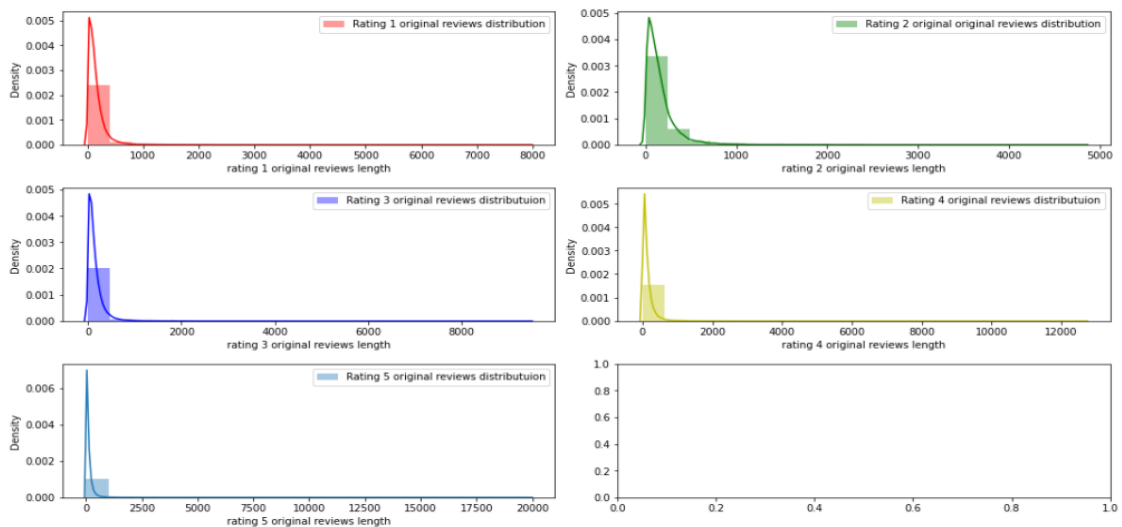 Rating 1 original reviews distribution
0.005
0.004
0.003
0.002
0.001
0.000
Density
0 1000 2000 3000 4000 5000 6000 7000 8000
rating 1 original reviews length
Rating 2 original original reviews distribution
0.005
0.004
0.003
0.002
0.001
0.000
Density
0 1000 2000 3000 4000 5000
rating 2 original reviews length
Rating 3 original reviews distributuion
0.005
0.004
0.003
0.002
0.001
0.000
Density
0 2000 4000 6000 8000
rating 3 original reviews length
Rating 4 original reviews distributuion
0.005
0.004
0.003
0.002
0.001
0.000
Density
0 2000 4000 6000 8000 10000 12000
rating 4 original reviews length
Rating 5 original reviews distributuion
0.006
0.004
0.002
0.000
Density
0 2500 5000 7500 10000 12500 15000 17500 20000
rating 5 original reviews length
1.0
0.8
0.6
0.4
0.2
0.0
0.0 0.2 0.4 0.6 0.8 1.0